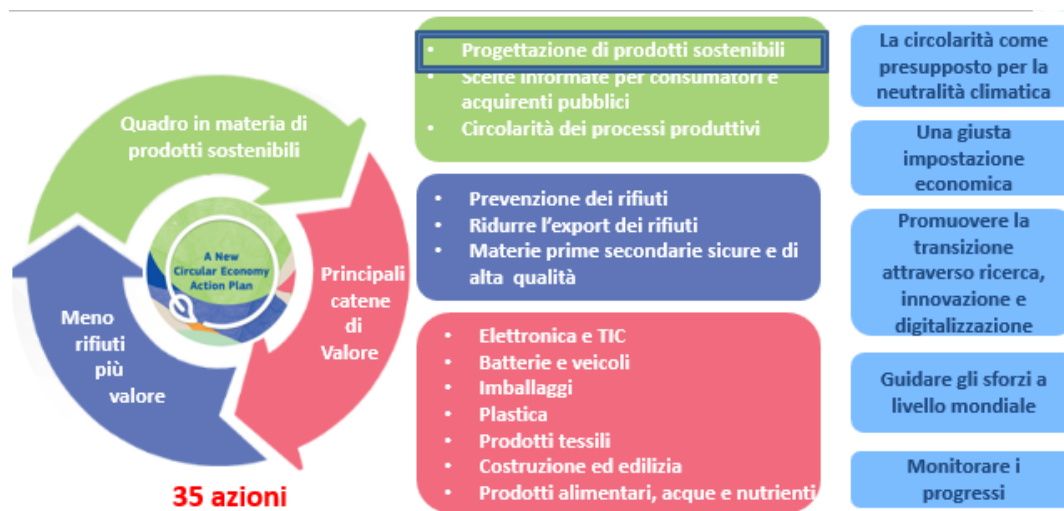 Quadro in materia di
prodotti sostenibili
A New
Circular Economy
Action Plan
Principali
catene
di
Valore
Meno
rifiuti
più
valore
35 azioni
• Progettazione di prodotti sostenibili
• Scelte informate per consumatori e
acquirenti pubblici
• Circolarità dei processi produttivi
• Prevenzione dei rifiuti
• Ridurre l'export dei rifiuti
• Materie prime secondarie sicure e di
alta qualità
• Elettronica e TIC
• Batterie e veicoli
• Imballaggi
• Plastica
• Prodotti tessili
• Costruzione ed edilizia
• Prodotti alimentari, acque e nutrienti
La circolarità come
presupposto per la
neutralità climatica
Una giusta
impostazione
economica
Promuovere la
transizione
attraverso ricerca,
innovazione e
digitalizzazione
Guidare gli sforzi a
livello mondiale
Monitorare i
progressi